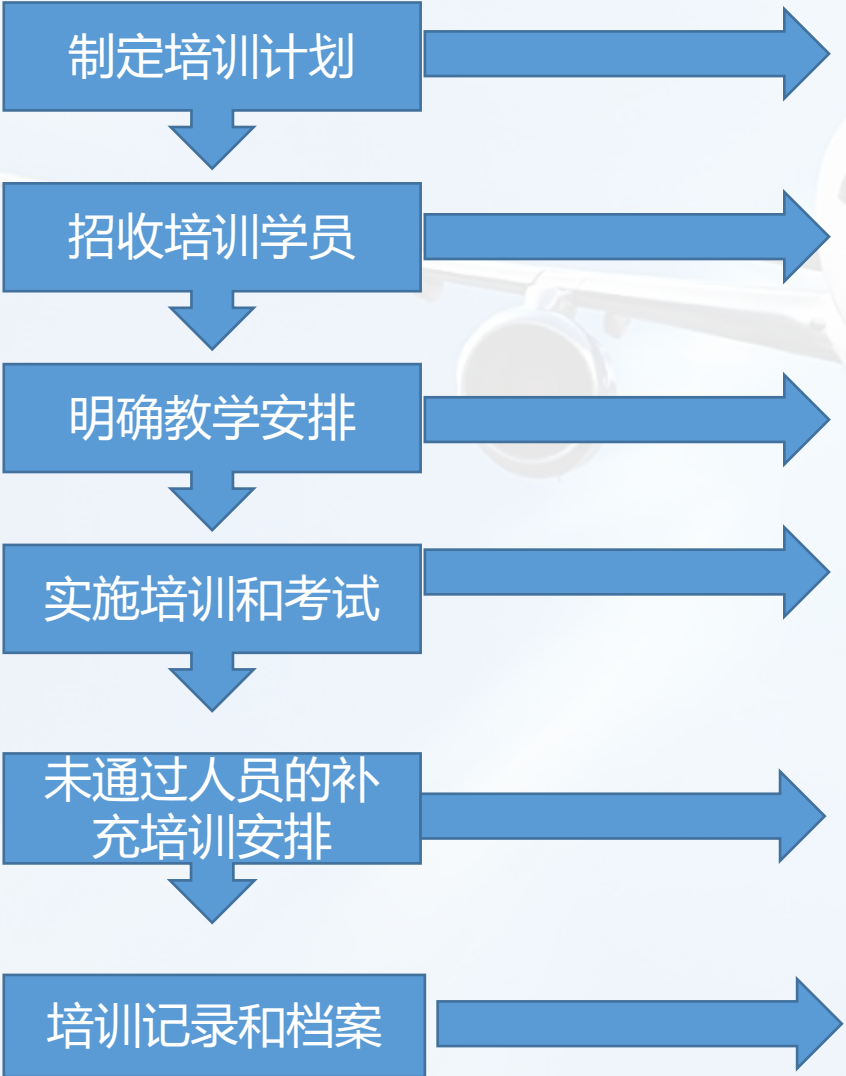 制定培训计划
招收培训学员
明确教学安排
实施培训和考试
未通过人员的补
充培训安排
培训记录和档案